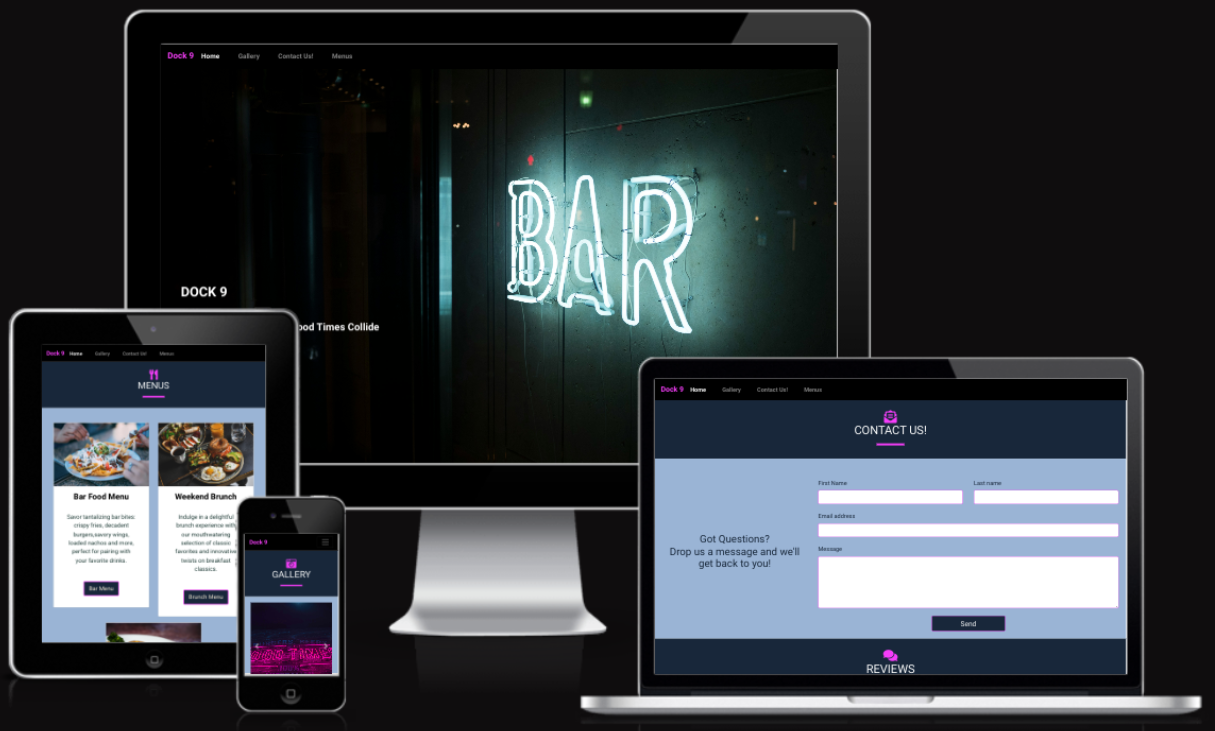 Dock 9 Home Gallery Contact Us! Menus
BAR
DOCK 9
Good Times Collide
Dock 9 Home Gallery Contact Us! Menus
MENUS
Bar Food Menu
Savor tantalizing bar bites:
crispy fries, decadent
burgers,savory wings,
loaded nachos and more,
perfect for pairing with
your favorite drinks.
Bar Menu
Weekend Brunch
Indulge in a delightful
brunch experience with
our mouthwatering
selection of classic
favorites and innovative
twists on breakfast
classics.
Brunch Menu
Dock 9
GALLERY
Dock 9 Home Gallery Contact Us! Menus
CONTACT US!
Got Questions?
Drop us a message and we'll
get back to you!
First Name
Last name
Email address
Message
Send
REVIEWS